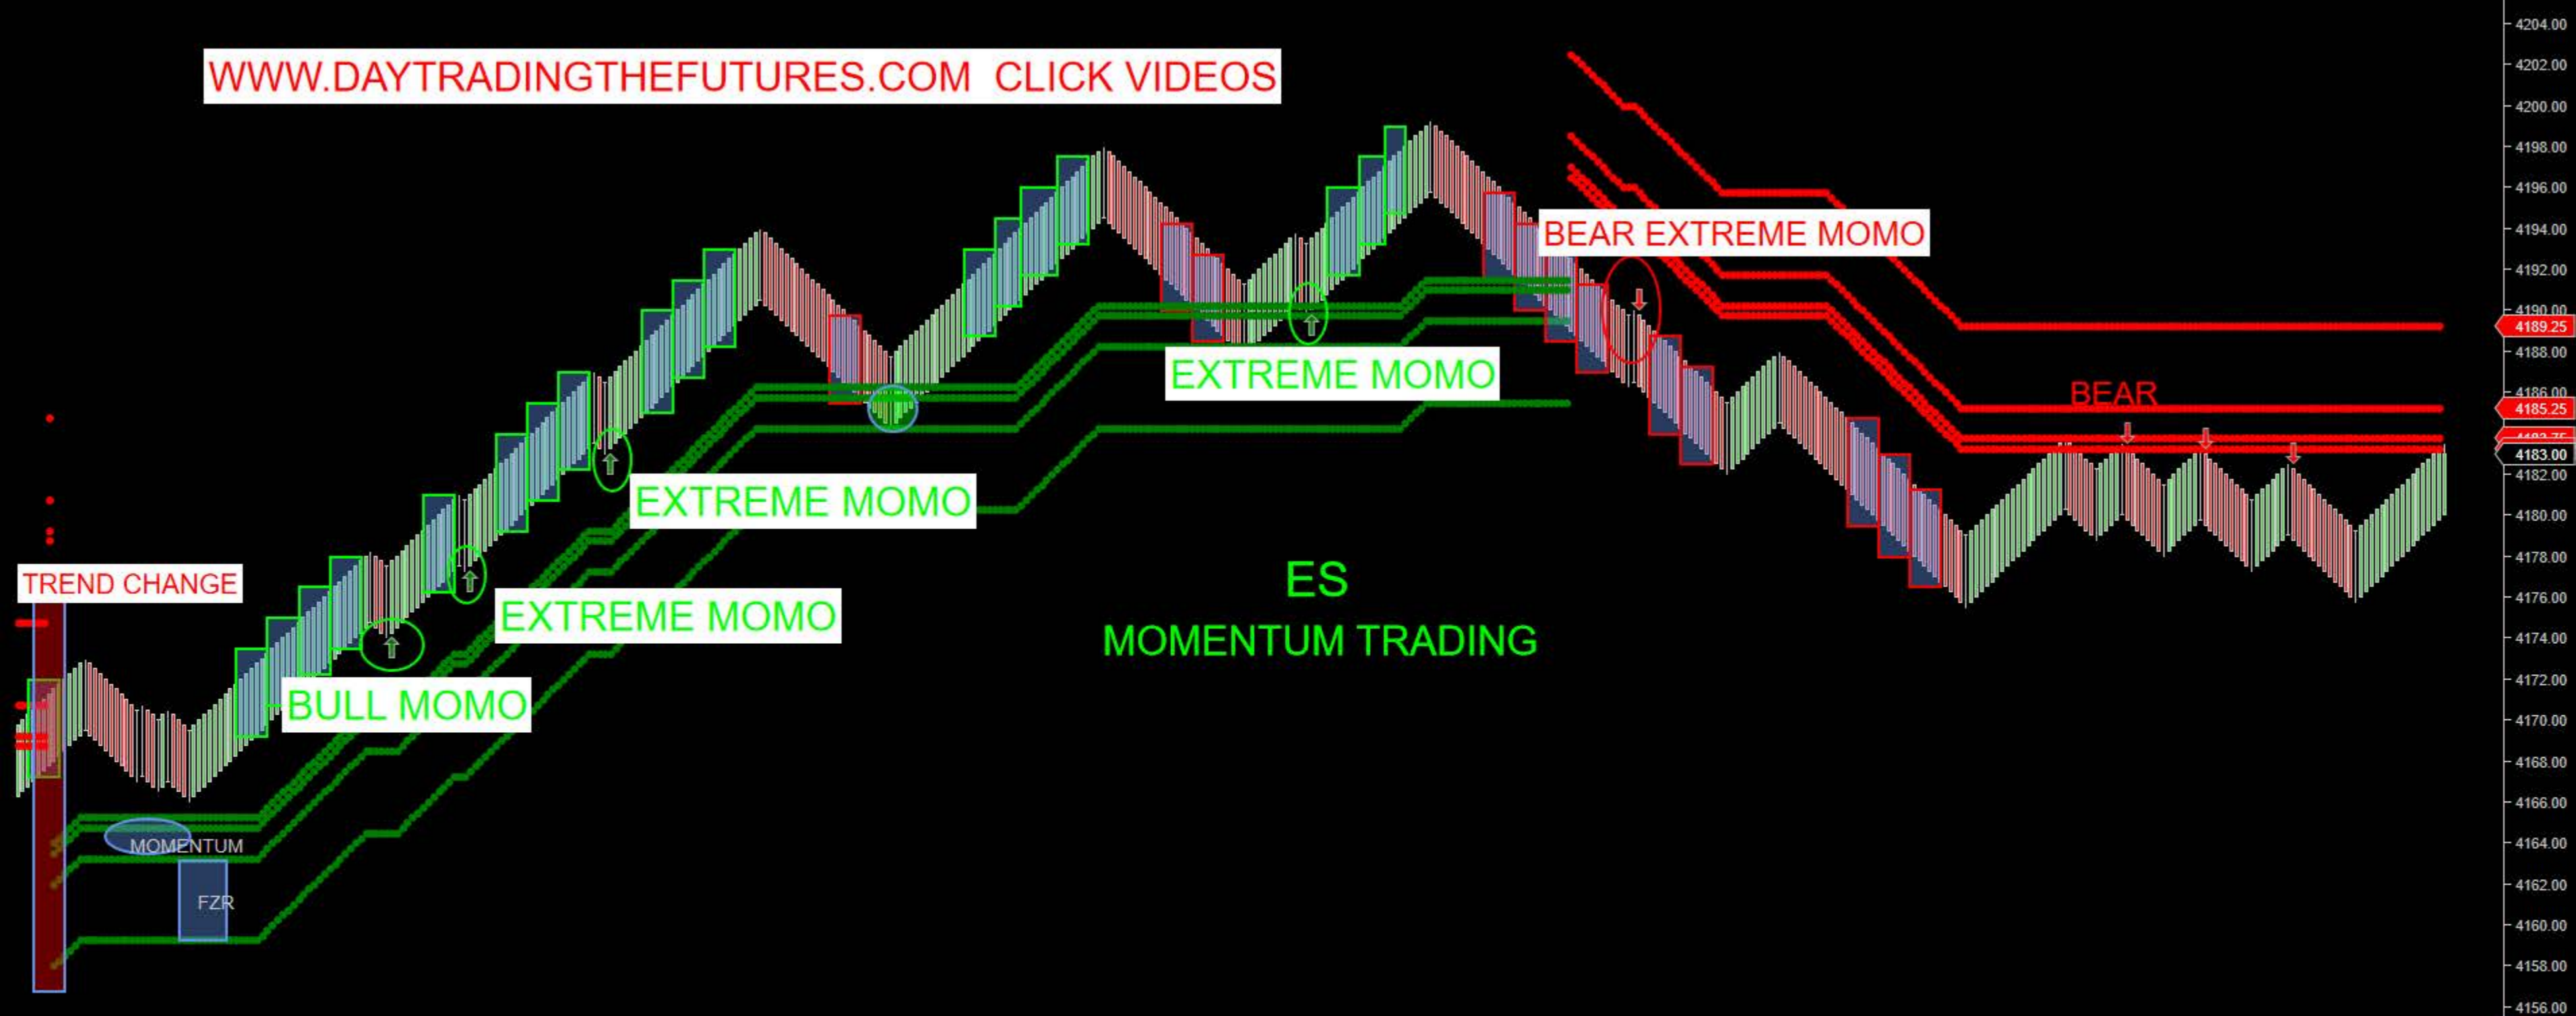 WWW.DAYTRADINGTHEFUTURES.COM  CLICK VIDEOS
BEAR EXTREME MOMO
EXTREME MOMO
BEAR
EXTREME MOMO
TREND CHANGE
EXTREME MOMO
ES
MOMENTUM TRADING
BULL MOMO
MOMENTUM
FZR
4204.00
4202.00
4200.00
4198.00
4196.00
4194.00
4192.00
4190.00
4189.25
4188.00
4186.00
4185.25
4183.00
4182.00
4180.00
4178.00
4176.00
4174.00
4172.00
4170.00
4168.00
4166.00
4164.00
4162.00
4160.00
4158.00
4156.00